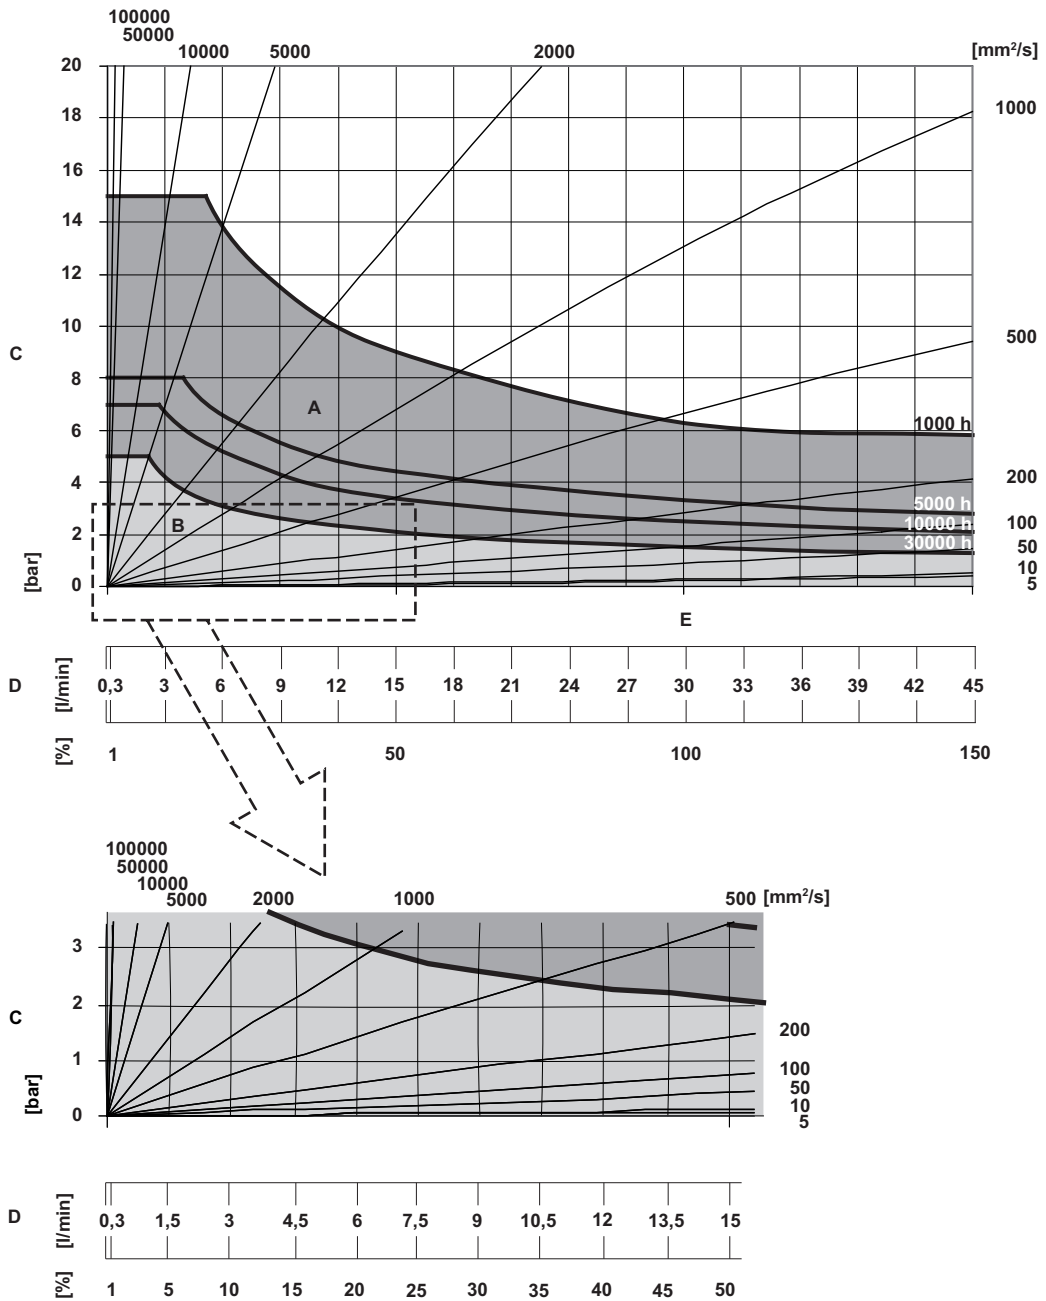 100000
50000
10000 5000 2000 [mm²/s]
20
18
1000
16
14
12
10
C
500
8
A
6
1000 h
4
200
5000 h
B
10000 h
100
2
30000 h
50
10
[bar]
0
5
E
D [l/min] 0,3 3 6 9 12 15 18 21 24 27 30 33 36 39 42 45
[%] 1 50 100 150
100000
50000
10000
5000 2000 1000 500 [mm²/s]
3
2
C
200
1
100
50
[bar]
10
0
5
D [l/min] 0,3 1,5 3 4,5 6 7,5 9 10,5 12 13,5 15
[%] 1 5 10 15 20 25 30 35 40 45 50